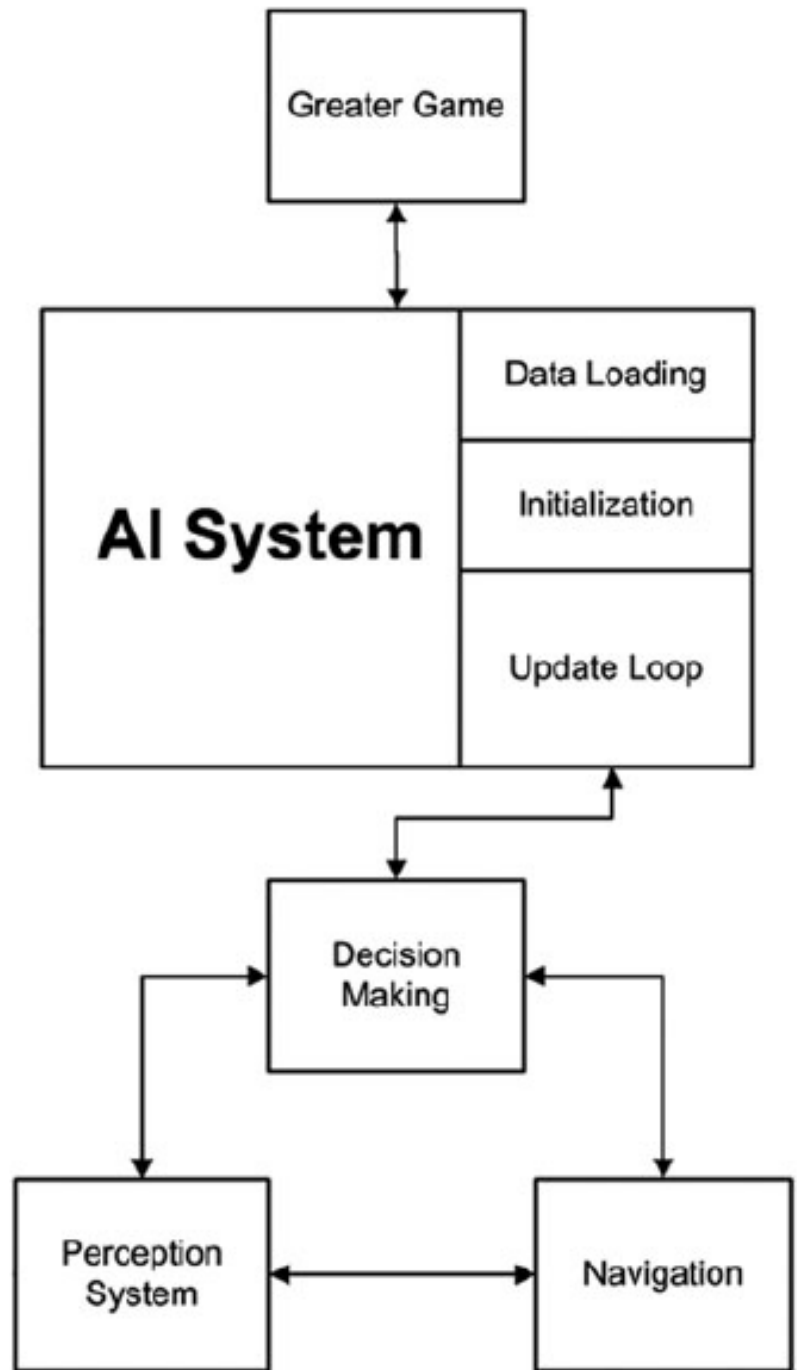 Greater Game
AI System
Data Loading
Initialization
Update Loop
Decision
Making
Perception
System
Navigation